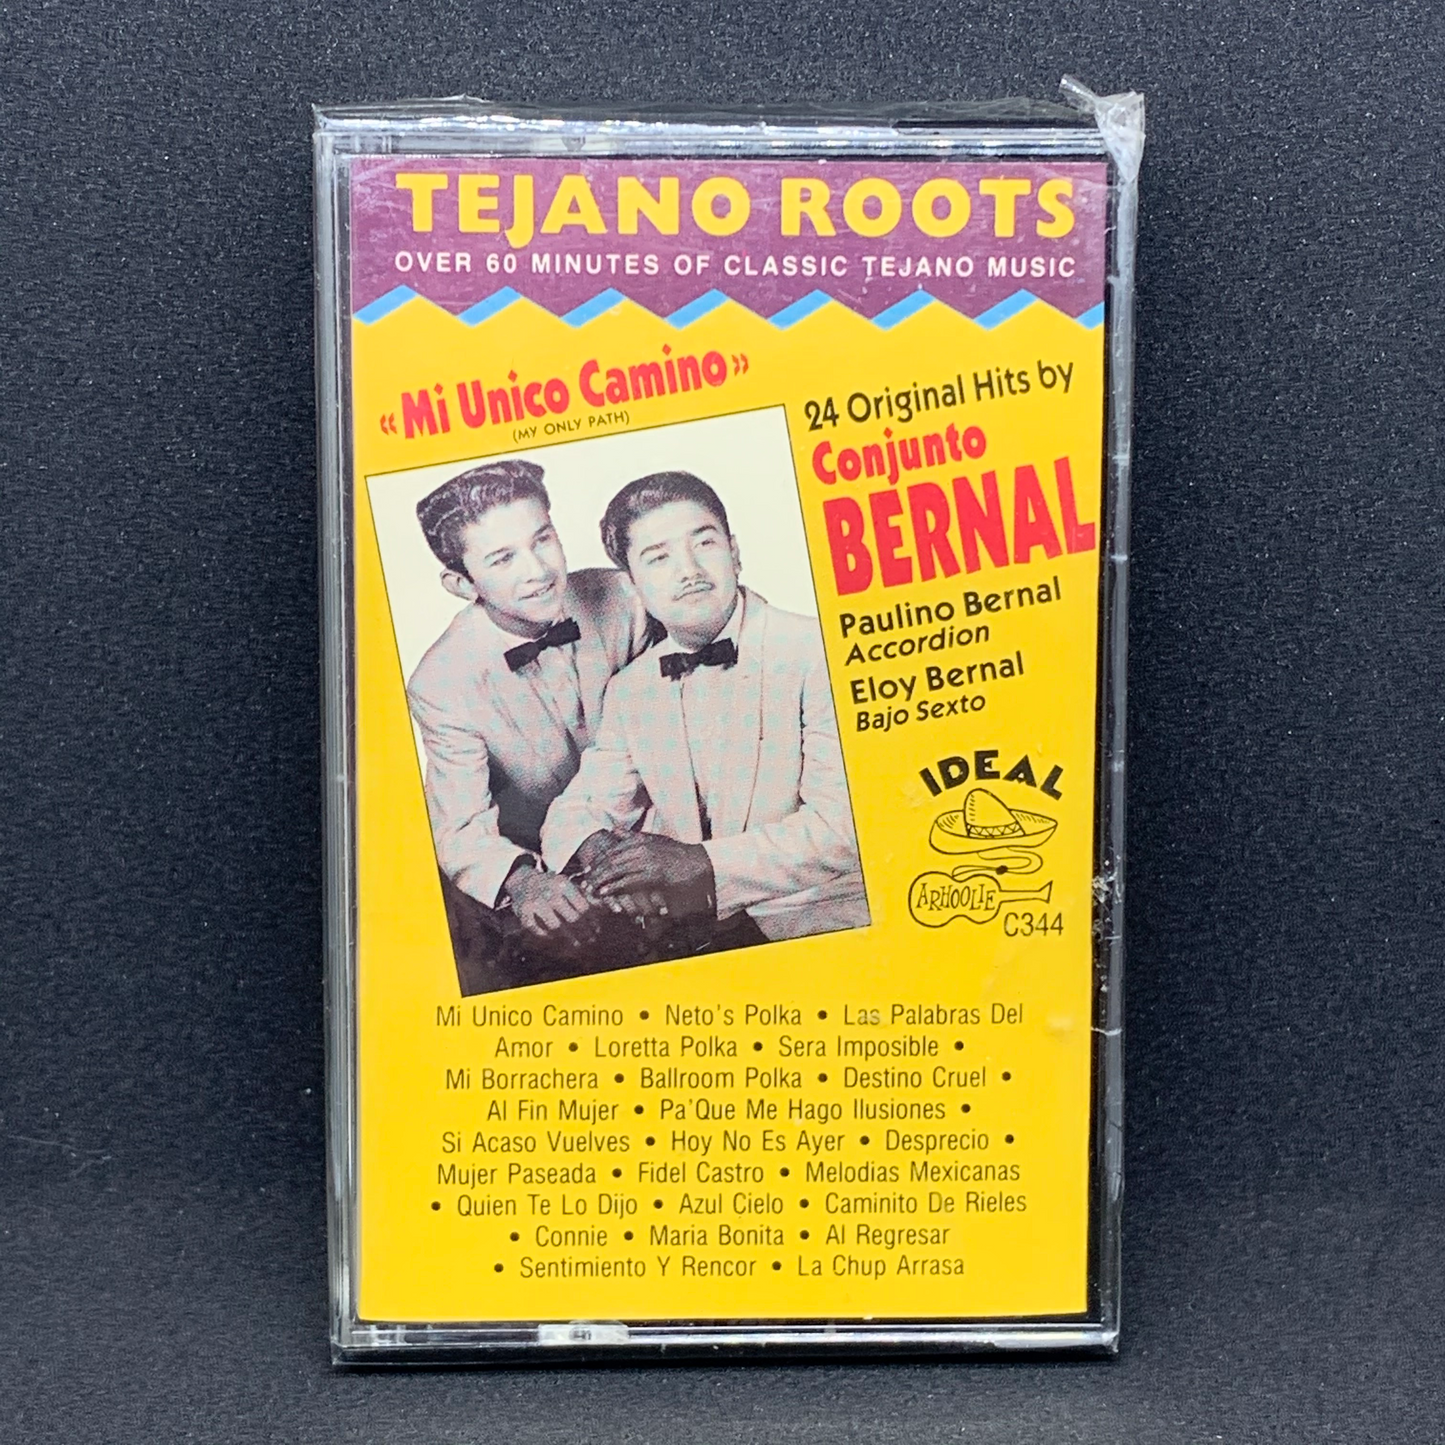 TEJANO ROOTS
OVER 60 MINUTES OF CLASSIC TEJANO MUSIC
«Mi Unico Camino»
(MY ONLY PATH)
24 Original Hits by
Conjunto
BERNAL
Paulino Bernal
Accordion
Eloy Bernal
Bajo Sexto
IDEAL
ARHOOLIE
C344
Mi Unico Camino • Neto's Polka • Las Palabras Del
Amor • Loretta Polka • Sera Imposible •
Mi Borrachera • Ballroom Polka • Destino Cruel •
Al Fin Mujer • Pa'Que Me Hago Ilusiones •
Si Acaso Vuelves • Hoy No Es Ayer • Desprecio •
Mujer Paseada • Fidel Castro • Melodias Mexicanas
• Quien Te Lo Dijo • Azul Cielo • Caminito De Rieles
• Connie • Maria Bonita • Al Regresar
• Sentimiento Y Rencor • La Chup Arrasa